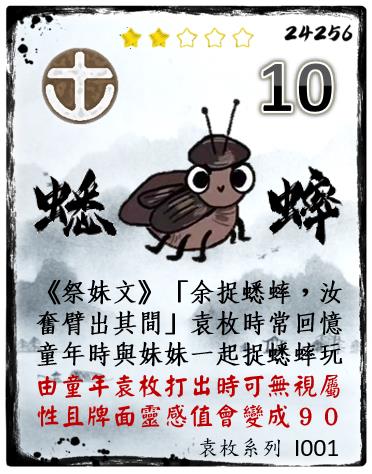 24256
10
蟋 蟀
《祭妹文》「余捉蟋蟀，汝
奮臂出其間」袁枚時常回憶
童年時與妹妹一起捉蟋蟀玩
由童年袁枚打出時可無視屬
性且牌面靈感值會變成９０
袁枚系列 I001